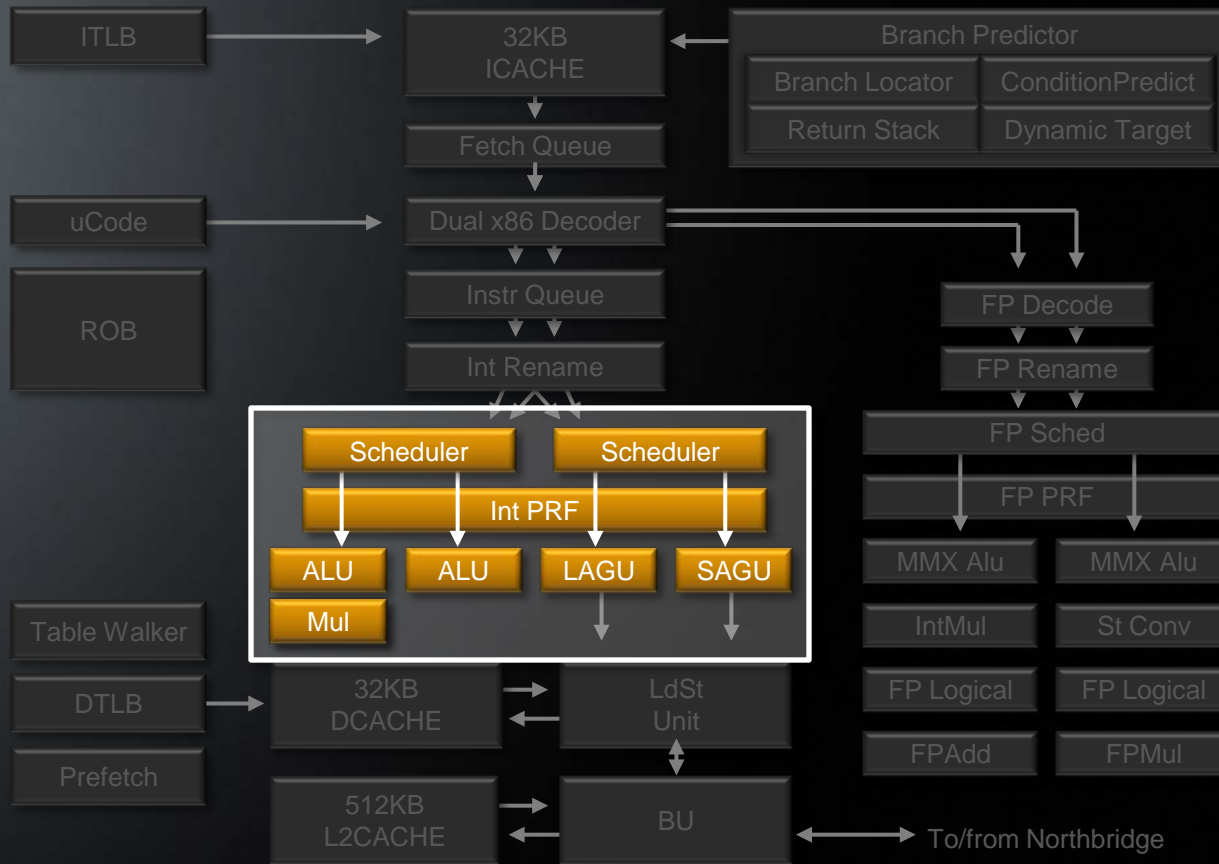 ITLB
32KB
ICACHE
Branch Predictor
Branch Locator
ConditionPredict
Return Stack
Dynamic Target
Fetch Queue
uCode
Dual x86 Decoder
ROB
Instr Queue
Int Rename
FP Decode
FP Rename
FP Sched
FP PRF
Scheduler
Scheduler
Int PRF
ALU
ALU
LAGU
SAGU
Mul
MMX Alu
MMX Alu
IntMul
St Conv
FP Logical
FP Logical
FPAdd
FPMul
Table Walker
DTLB
Prefetch
32KB
DCACHE
LdSt
Unit
512KB
L2CACHE
BU
To/from Northbridge